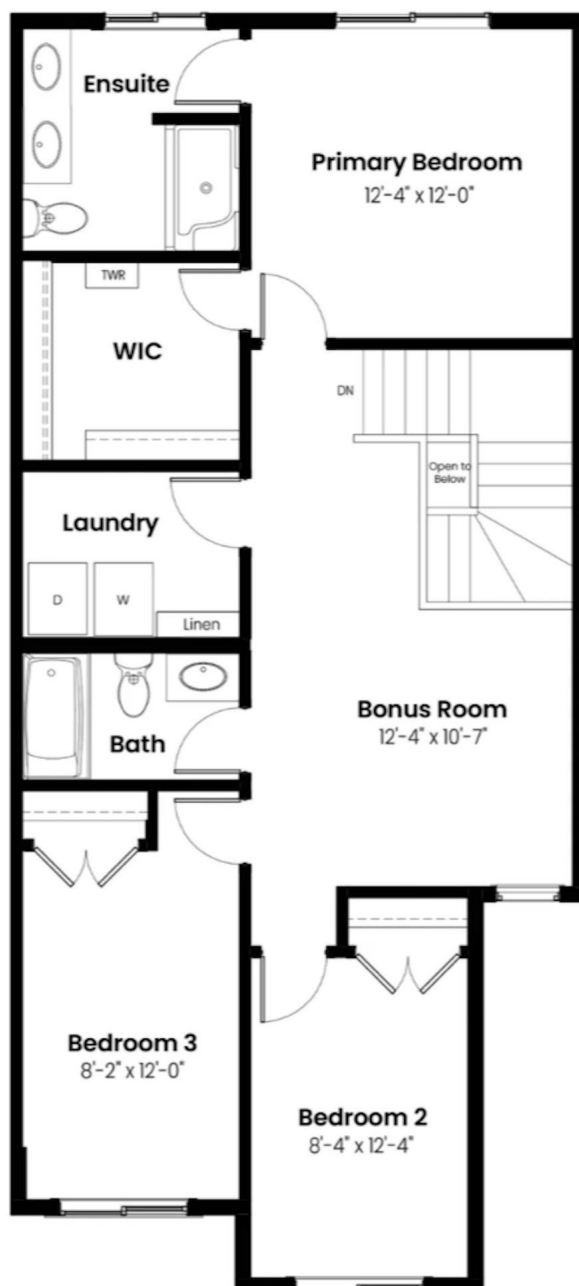 Ensuite
Primary Bedroom
12'-4" x 12'-0"
TWR
WIC
DN
Open to
Below
Laundry
D
W
Linen
Bonus Room
12'-4" x 10'-7"
Bath
Bedroom 3
8'-2" x 12'-0"
Bedroom 2
8'-4" x 12'-4"